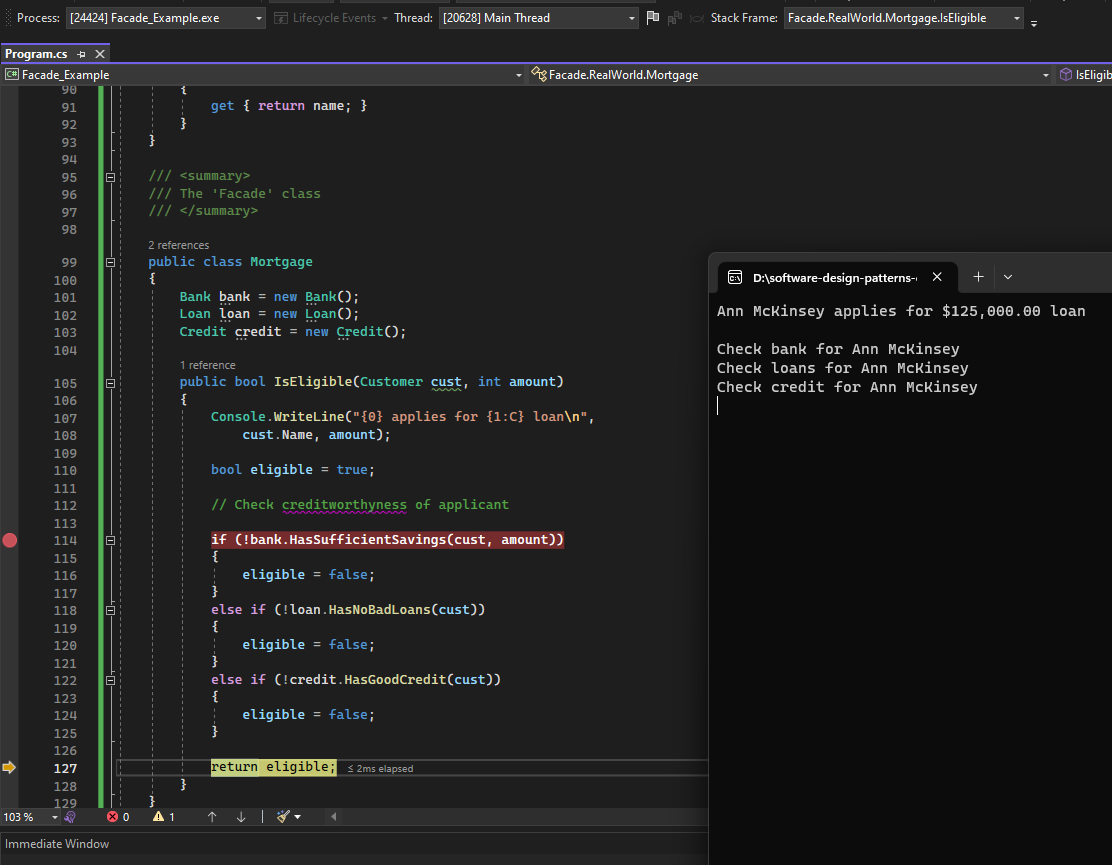 Process: [24424] Facade_Example.exe Lifecycle Events Thread: [20628] Main Thread Stack Frame: Facade.RealWorld.Mortgage.IsEligible
Program.cs
C# Facade_Example Facade.RealWorld.Mortgage IsEligib
90 {
91 get { return name; }
92 }
93 }
94
95 /// <summary>
96 /// The 'Facade' class
97 /// </summary>
98
2 references
99 public class Mortgage
100 {
101 Bank bank = new Bank();
102 Loan loan = new Loan();
103 Credit credit = new Credit();
104
1 reference
105 public bool IsEligible(Customer cust, int amount)
106 {
107 Console.WriteLine("{0} applies for {1:C} loan\n",
108 cust.Name, amount);
109
110 bool eligible = true;
111
112 // Check creditworthyness of applicant
113
114 if (!bank.HasSufficientSavings(cust, amount))
115 {
116 eligible = false;
117 }
118 else if (!loan.HasNoBadLoans(cust))
119 {
120 eligible = false;
121 }
122 else if (!credit.HasGoodCredit(cust))
123 {
124 eligible = false;
125 }
126
127 return eligible; ≤ 2ms elapsed
128 }
129 }
103 % 0 1
Immediate Window
D:\software-design-patterns-
Ann McKinsey applies for $125,000.00 loan
Check bank for Ann McKinsey
Check loans for Ann McKinsey
Check credit for Ann McKinsey